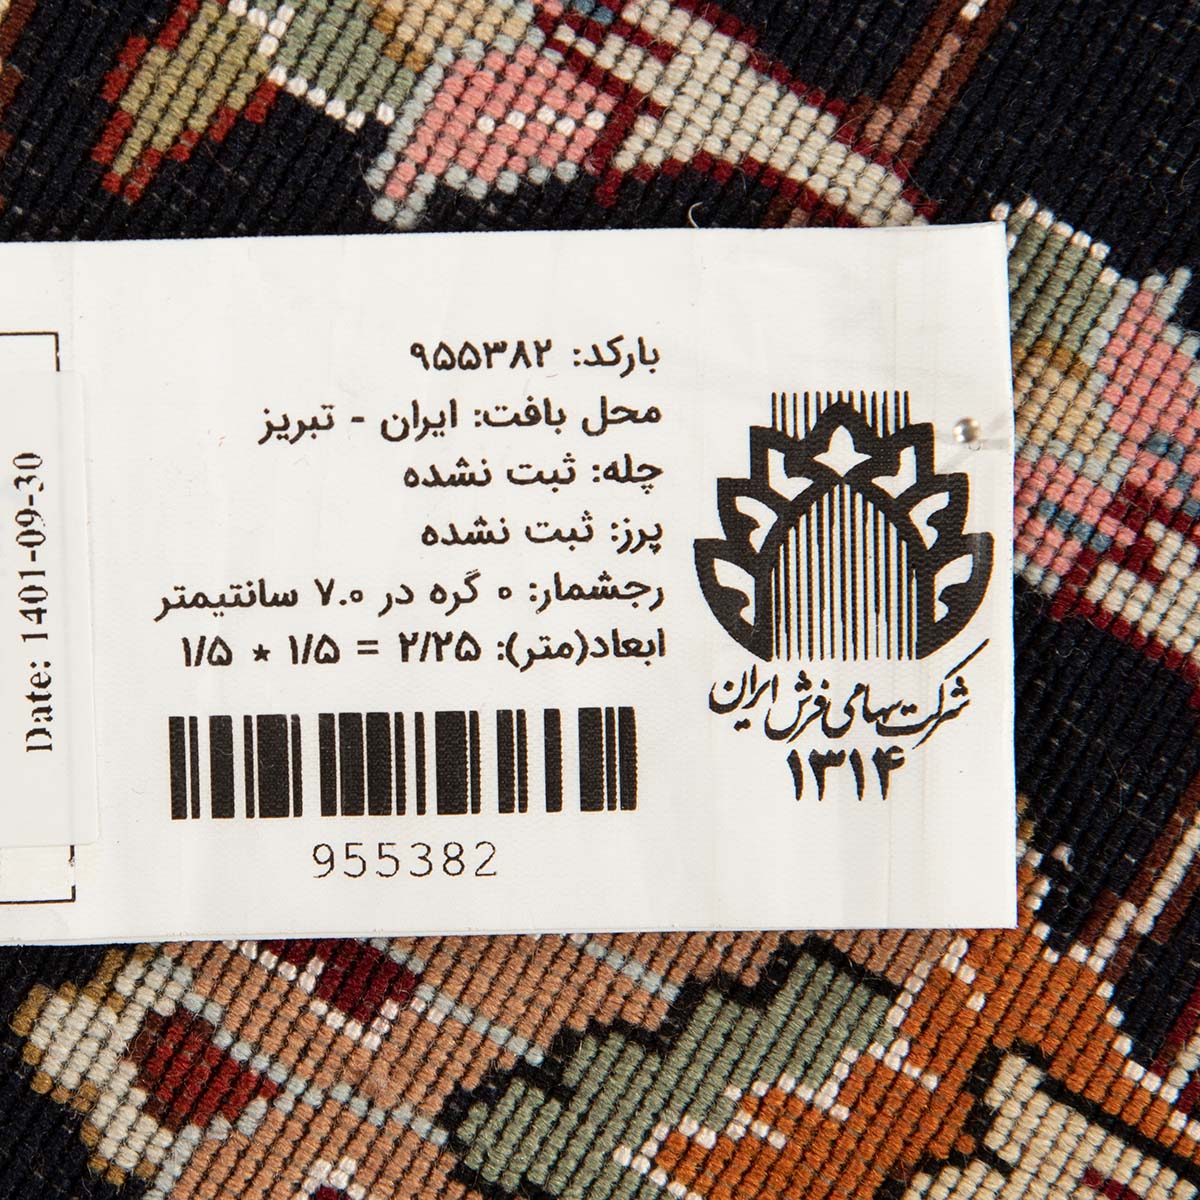 بارکد: ۹۵۵۳۸۲
محل بافت: ایران - تبریز
چله: ثبت نشده
پرز: ثبت نشده
رجشمار: ۰ گره در ۷.۰ سانتیمتر
ابعاد(متر): ۲/۲۵ = ۱/۵ * ۱/۵
955382
شرکت سهامی فرش ایران
۱۳۱۴
Date: 1401-09-30